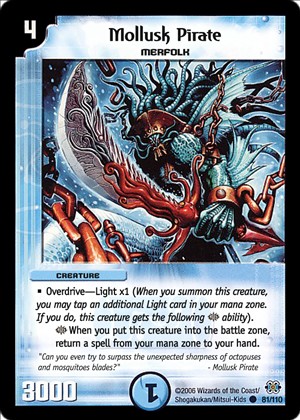 4
Mollusk Pirate
MERFOLK
CREATURE
▪ Overdrive—Light x1 (When you summon this creature,
you may tap an additional Light card in your mana zone.
If you do, this creature gets the following ability).
When you put this creature into the battle zone,
return a spell from your mana zone to your hand.
"Can you even try to surpass the unexpected sharpness of octopuses
and mosquitoes blades?" - Mollusk Pirate
3000
1
©2006 Wizards of the Coast/
Shogakukan/Mitsui-Kids ● 81/110